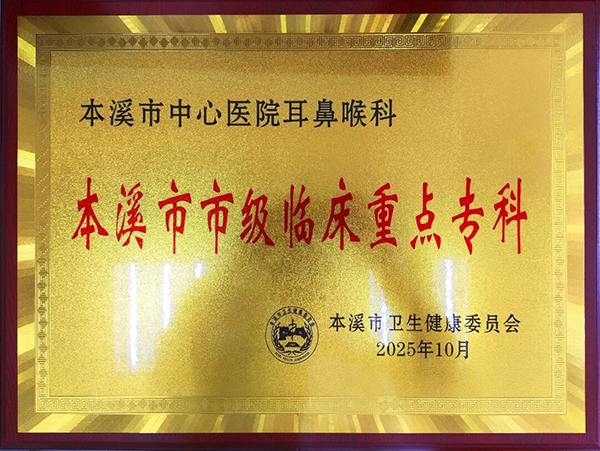 本溪市中心医院耳鼻喉科
本溪市市级临床重点专科
本溪市卫生健康委员会
2025年10月